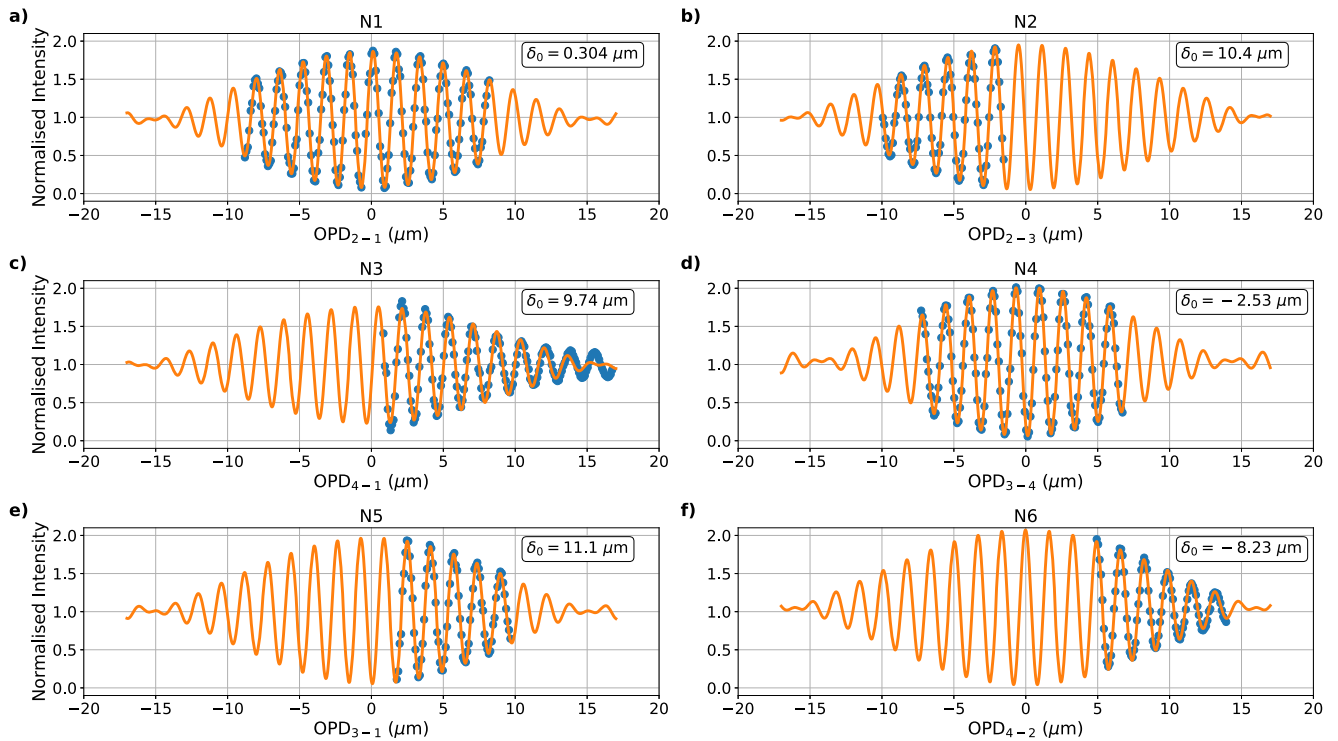 a) N1
2.0
1.5
1.0
0.5
0.0
Normalised Intensity
δ₀ = 0.304 μm
−20 −15 −10 −5 0 5 10 15 20
OPD₂₋₁ (μm)
b) N2
2.0
1.5
1.0
0.5
0.0
δ₀ = 10.4 μm
−20 −15 −10 −5 0 5 10 15 20
OPD₂₋₃ (μm)
c) N3
2.0
1.5
1.0
0.5
0.0
Normalised Intensity
δ₀ = 9.74 μm
−20 −15 −10 −5 0 5 10 15 20
OPD₄₋₁ (μm)
d) N4
2.0
1.5
1.0
0.5
0.0
δ₀ = −2.53 μm
−20 −15 −10 −5 0 5 10 15 20
OPD₃₋₄ (μm)
e) N5
2.0
1.5
1.0
0.5
0.0
Normalised Intensity
δ₀ = 11.1 μm
−20 −15 −10 −5 0 5 10 15 20
OPD₃₋₁ (μm)
f) N6
2.0
1.5
1.0
0.5
0.0
δ₀ = −8.23 μm
−20 −15 −10 −5 0 5 10 15 20
OPD₄₋₂ (μm)